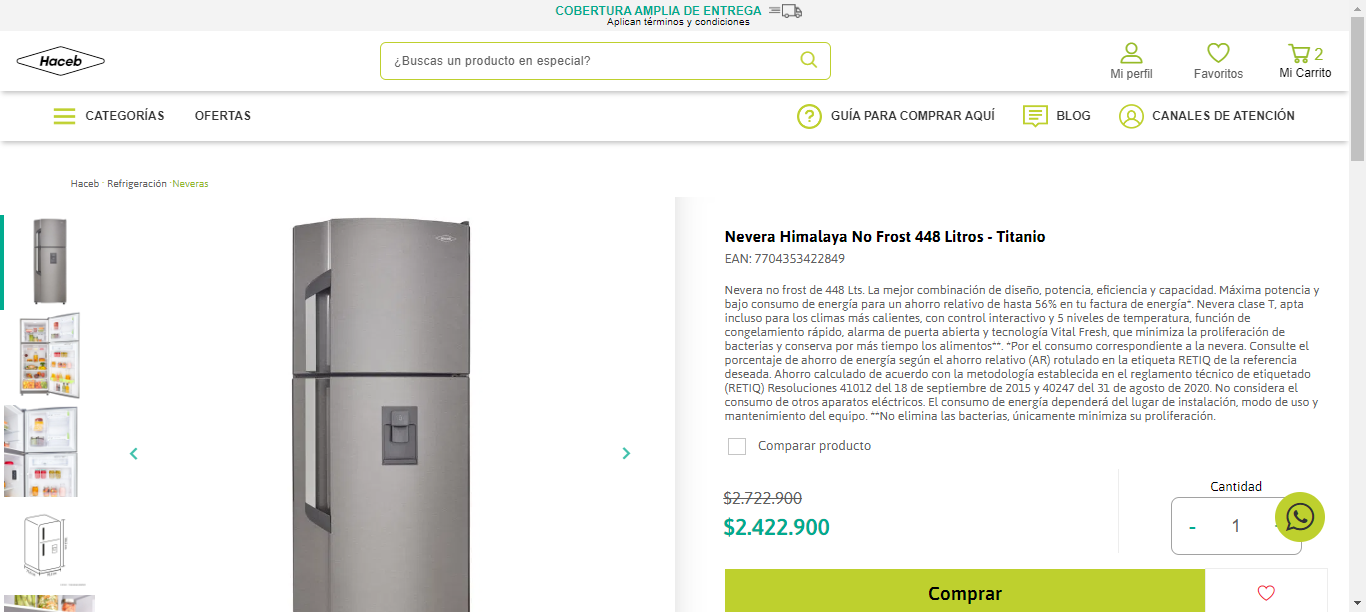 COBERTURA AMPLIA DE ENTREGA
Aplican términos y condiciones
Haceb
¿Buscas un producto en especial?
Mi perfil
Favoritos
2
Mi Carrito
CATEGORÍAS
OFERTAS
? GUÍA PARA COMPRAR AQUÍ
BLOG
CANALES DE ATENCIÓN
Haceb · Refrigeración · Neveras
Haceb
Nevera Himalaya No Frost 448 Litros - Titanio
EAN: 7704353422849
Nevera no frost de 448 Lts. La mejor combinación de diseño, potencia, eficiencia y capacidad. Máxima potencia y
bajo consumo de energía para un ahorro relativo de hasta 56% en tu factura de energía*. Nevera clase T, apta
incluso para los climas más calientes, con control interactivo y 5 niveles de temperatura, función de
congelamiento rápido, alarma de puerta abierta y tecnología Vital Fresh, que minimiza la proliferación de
bacterias y conserva por más tiempo los alimentos**. *Por el consumo correspondiente a la nevera. Consulte el
porcentaje de ahorro de energía según el ahorro relativo (AR) rotulado en la etiqueta RETIQ de la referencia
deseada. Ahorro calculado de acuerdo con la metodología establecida en el reglamento técnico de etiquetado
(RETIQ) Resoluciones 41012 del 18 de septiembre de 2015 y 40247 del 31 de agosto de 2020. No considera el
consumo de otros aparatos eléctricos. El consumo de energía dependerá del lugar de instalación, modo de uso y
mantenimiento del equipo. **No elimina las bacterias, únicamente minimiza su proliferación.
Comparar producto
$2.722.900
$2.422.900
Cantidad
- 1
Comprar